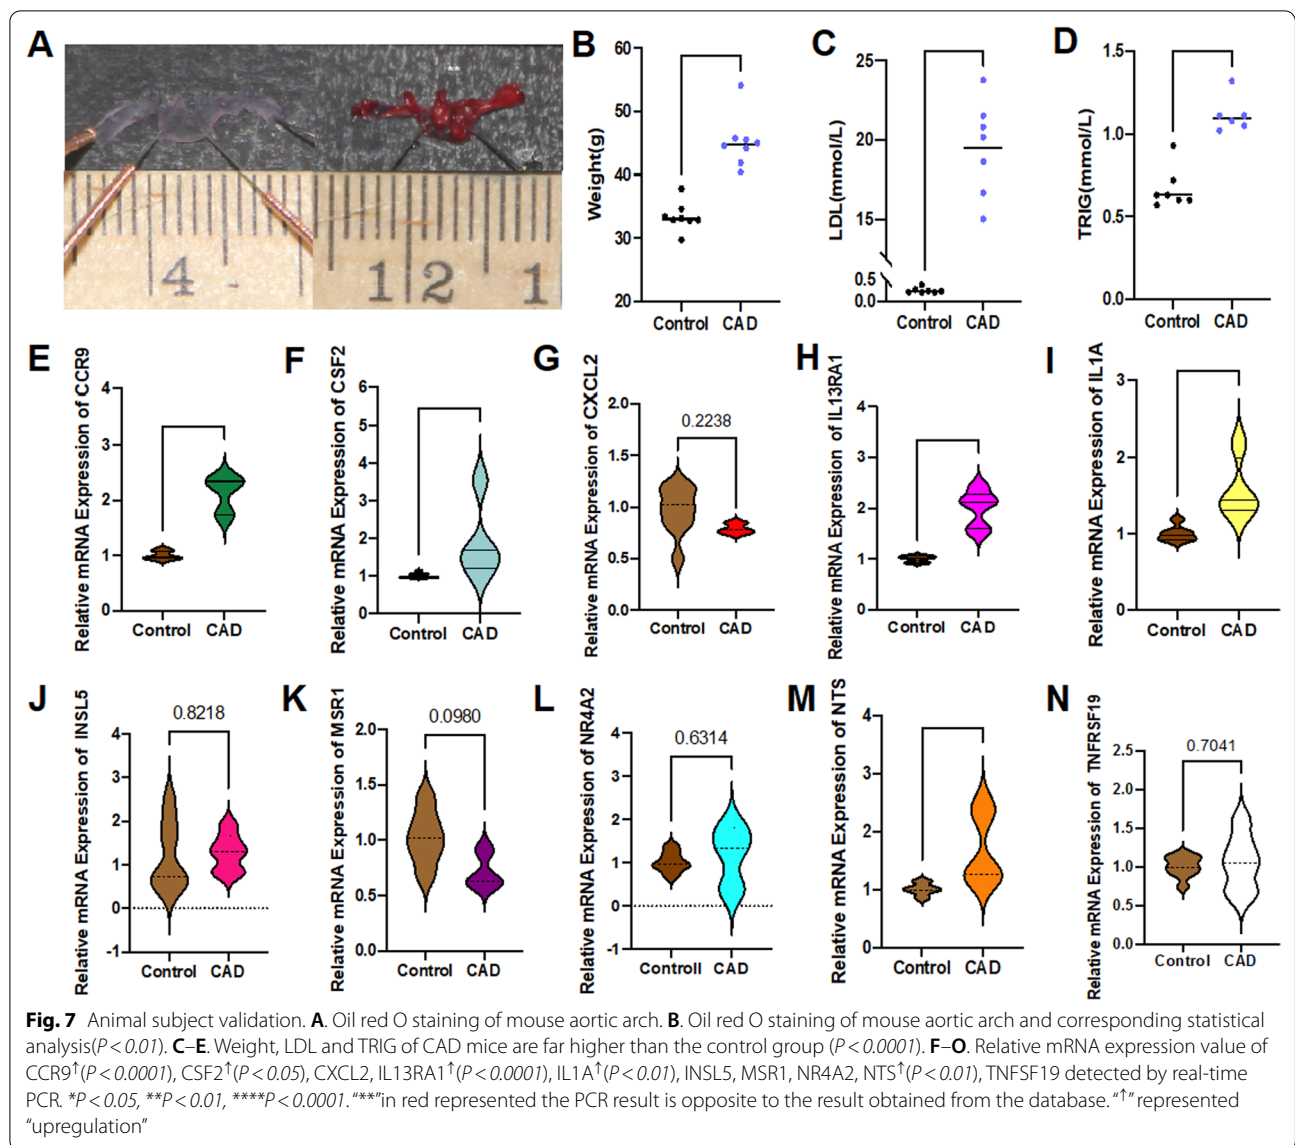 A
**
4
1 2
1
B
Weight(g)
60
50
40
30
20
Control CAD
C
LDL(mmol/L)
25
20
15
0.5
0.0
Control CAD
D
TRIG(mmol/L)
1.5
1.0
0.5
0.0
Control CAD
E
Relative mRNA Expression of CCR9
4
3
2
1
0
Control CAD
F
Relative mRNA Expression of CSF2
6
5
4
3
2
1
0
Control CAD
G
Relative mRNA Expression of CXCL2
2.0
1.5
1.0
0.5
0.0
0.2238
Control CAD
H
Relative mRNA Expression of IL13RA1
4
3
2
1
0
Control CAD
I
Relative mRNA Expression of IL1A
3
2
1
0
Control CAD
J
Relative mRNA Expression of INSL5
4
3
2
1
0
-1
0.8218
Control CAD
K
Relative mRNA Expression of MSR1
2.0
1.5
1.0
0.5
0.0
0.0980
Control CAD
L
Relative mRNA Expression of NR4A2
4
3
2
1
0
-1
0.6314
Controll CAD
M
Relative mRNA Expression of NTS
4
3
2
1
0
Control CAD
N
Relative mRNA Expression of TNFRSF19
2.5
2.0
1.5
1.0
0.5
0.0
0.7041
Control CAD
Fig. 7 Animal subject validation. A. Oil red O staining of mouse aortic arch. B. Oil red O staining of mouse aortic arch and corresponding statistical
analysis(P < 0.01). C–E. Weight, LDL and TRIG of CAD mice are far higher than the control group (P < 0.0001). F–O. Relative mRNA expression value of
CCR9↑(P < 0.0001), CSF2↑(P < 0.05), CXCL2, IL13RA1↑(P < 0.0001), IL1A↑(P < 0.01), INSL5, MSR1, NR4A2, NTS↑(P < 0.01), TNFSF19 detected by real-time
PCR. *P < 0.05, **P < 0.01, ****P < 0.0001. “**”in red represented the PCR result is opposite to the result obtained from the database. “↑” represented
“upregulation”